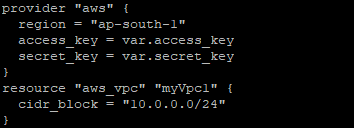 provider "aws" {
  region = "ap-south-1"
  access_key = var.access_key
  secret_key = var.secret_key
}
resource "aws_vpc" "myVpc1" {
  cidr_block = "10.0.0.0/24"
}